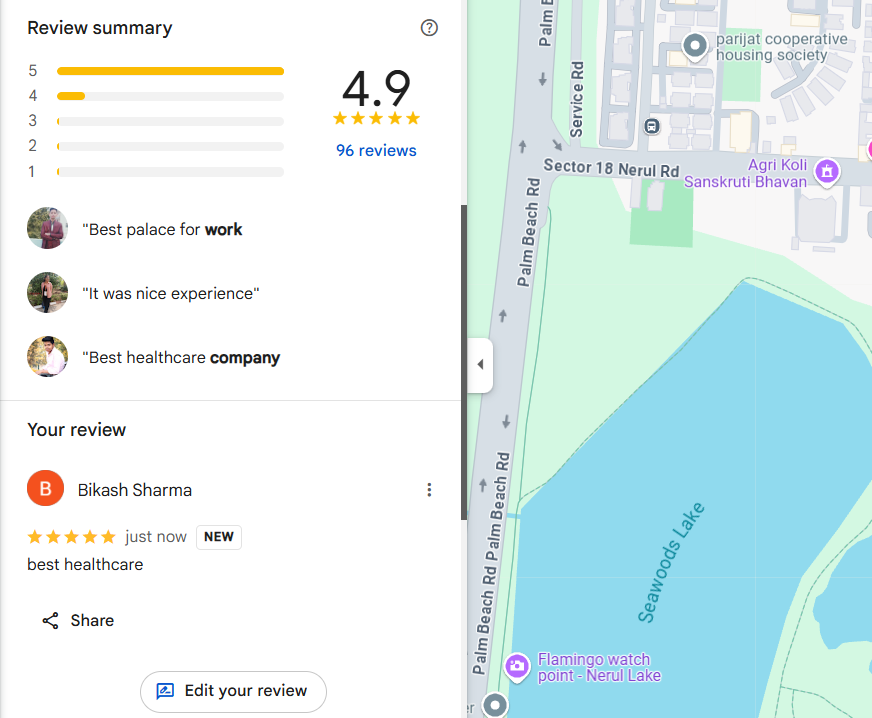 Review summary
5
4
3
2
1
4.9
96 reviews
"Best palace for work
"It was nice experience"
"Best healthcare company
Your review
B
Bikash Sharma
just now NEW
best healthcare
Share
Edit your review
Palm B
parijat cooperative
housing society
Service Rd
Sector 18 Nerul Rd
Agri Koli
Sanskruti Bhavan
Palm Beach Rd
Palm Beach Rd
Palm Beach Rd
Seawoods Lake
Flamingo watch
point - Nerul Lake
er